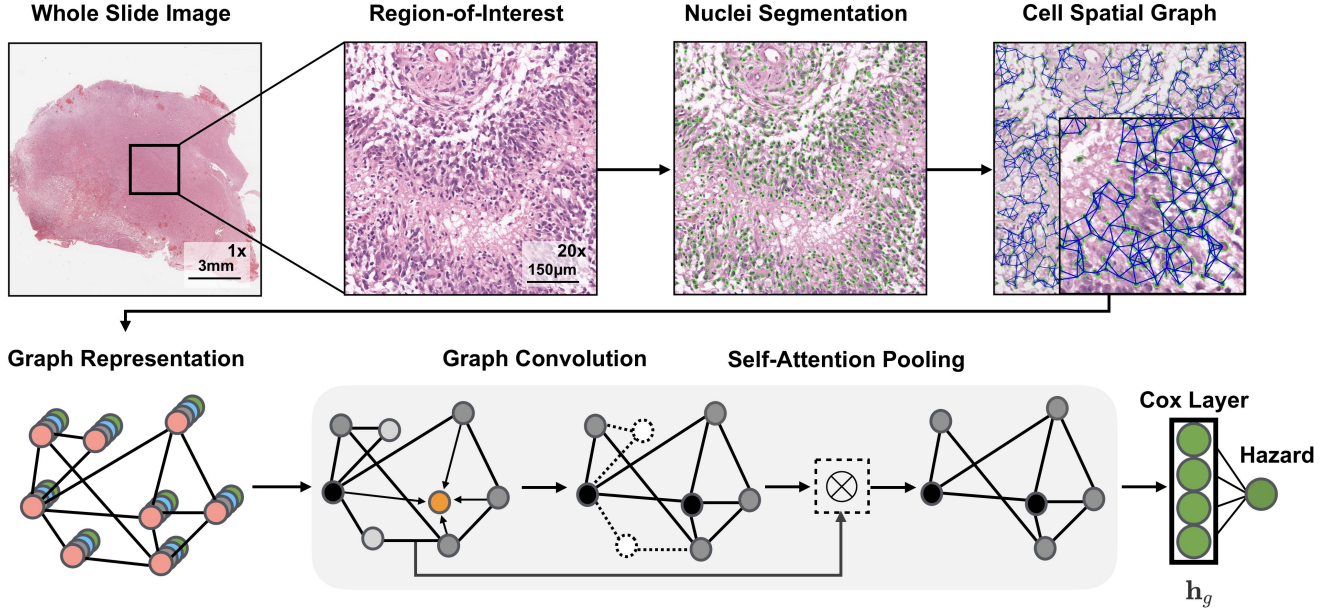 Whole Slide Image
Region-of-Interest
Nuclei Segmentation
Cell Spatial Graph
1x
3mm
20x
150μm
Graph Representation
Graph Convolution
Self-Attention Pooling
Cox Layer
Hazard
h_g